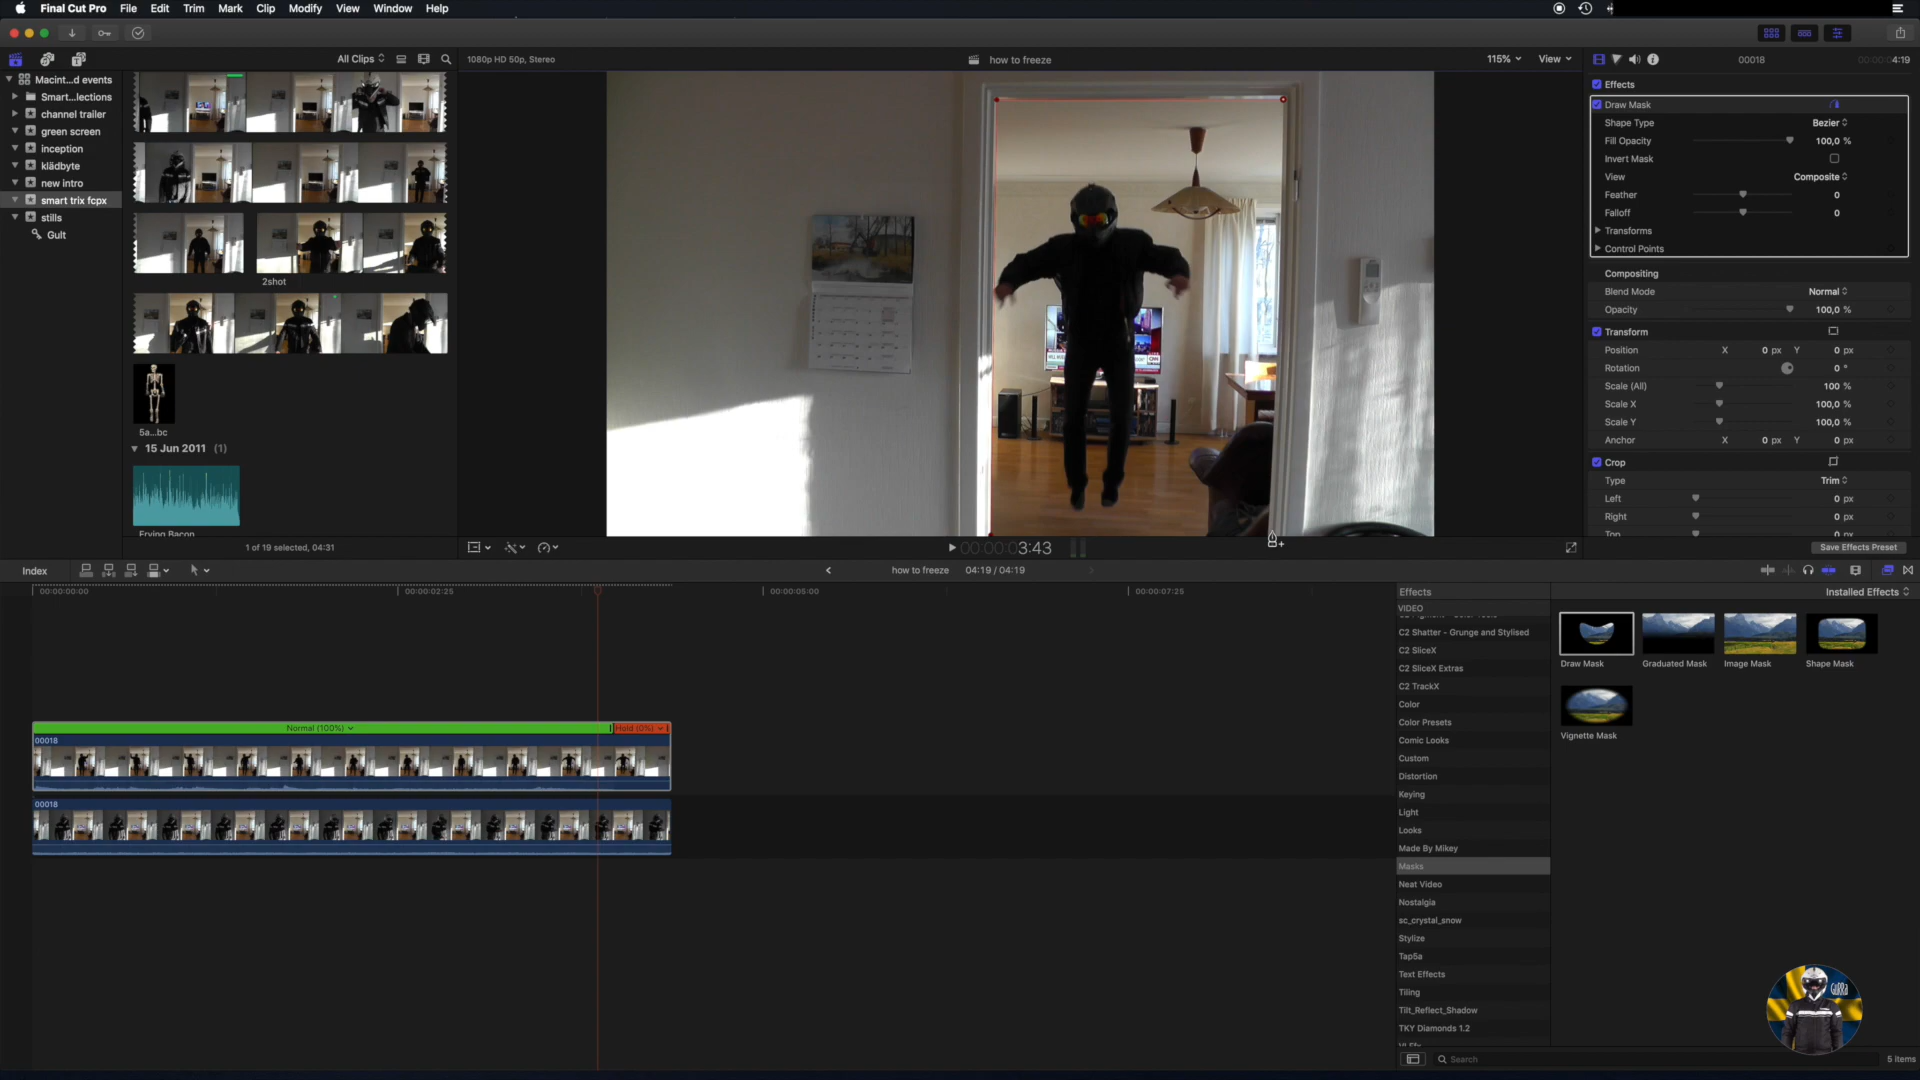 Final Cut Pro File Edit Trim Mark Clip Modify View Window Help
All Clips
1080p HD 50p, Stereo
how to freeze
115%
View
00018
4:19
Macint...d events
Smart...lections
channel trailer
green screen
inception
klädbyte
new intro
smart trix fcpx
stills
Gult
2shot
5a...bc
15 Jun 2011 (1)
Frying Bacon
1 of 19 selected, 04:31
Effects
Draw Mask
Shape Type Bezier
Fill Opacity 100,0 %
Invert Mask
View Composite
Feather 0
Falloff 0
Transforms
Control Points
Compositing
Blend Mode Normal
Opacity 100,0 %
Transform
Position X 0 px Y 0 px
Rotation 0 °
Scale (All) 100 %
Scale X 100,0 %
Scale Y 100,0 %
Anchor X 0 px Y 0 px
Crop
Type Trim
Left 0 px
Right 0 px
Top 0 px
Save Effects Preset
00:00:03:43
Index
how to freeze 04:19 / 04:19
00:00:00:00
00:00:02:25
00:00:05:00
00:00:07:25
Normal (100%)
Hold (0%)
00018
00018
Effects
Installed Effects
VIDEO
C2 Shatter - Grunge and Stylised
C2 SliceX
C2 SliceX Extras
C2 TrackX
Color
Color Presets
Comic Looks
Custom
Distortion
Keying
Light
Looks
Made By Mikey
Masks
Neat Video
Nostalgia
sc_crystal_snow
Stylize
Tap5a
Text Effects
Tiling
Tilt_Reflect_Shadow
TKY Diamonds 1.2
Draw Mask
Graduated Mask
Image Mask
Shape Mask
Vignette Mask
Search
5 items